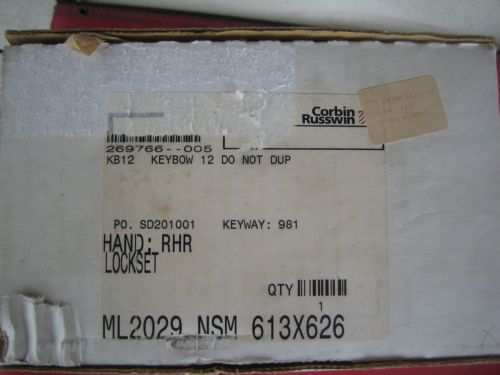 Corbin
Russwin
269766--005
KB12 KEYBOW 12 DO NOT DUP
PO. SD201001 KEYWAY: 981
HAND: RHR
LOCKSET
QTY
1
ML2029 NSM 613X626